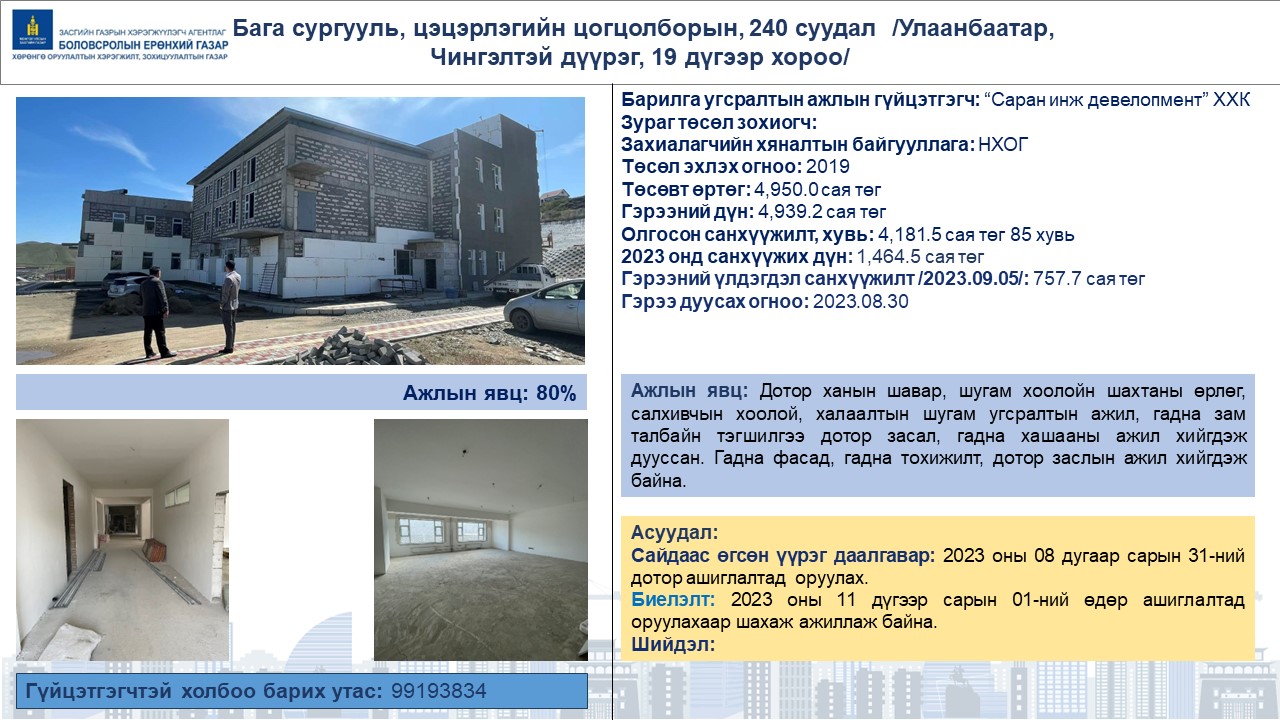 ЗАСГИЙН ГАЗРЫН ХЭРЭГЖҮҮЛЭГЧ АГЕНТЛАГ
БОЛОВСРОЛЫН ЕРӨНХИЙ ГАЗАР
ХӨРӨНГӨ ОРУУЛАЛТЫН ХЭРЭГЖИЛТ, ЗОХИЦУУЛАЛТЫН ГАЗАР
Бага сургууль, цэцэрлэгийн цогцолборын, 240 суудал /Улаанбаатар,
Чингэлтэй дүүрэг, 19 дүгээр хороо/
Барилга угсралтын ажлын гүйцэтгэгч: “Саран инж девелопмент” ХХК
Зураг төсөл зохиогч:
Захиалагчийн хяналтын байгууллага: НХОГ
Төсөл эхлэх огноо: 2019
Төсөвт өртөг: 4,950.0 сая төг
Гэрээний дүн: 4,939.2 сая төг
Олгосон санхүүжилт, хувь: 4,181.5 сая төг 85 хувь
2023 онд санхүүжих дүн: 1,464.5 сая төг
Гэрээний үлдэгдэл санхүүжилт /2023.09.05/: 757.7 сая төг
Гэрээ дуусах огноо: 2023.08.30
Ажлын явц: 80%
Ажлын явц: Дотор ханын шавар, шугам хоолойн шахтаны өрлөг,
салхивчын хоолой, халаалтын шугам угсралтын ажил, гадна зам
талбайн тэгшилгээ дотор засал, гадна хашааны ажил хийгдэж
дууссан. Гадна фасад, гадна тохижилт, дотор заслын ажил хийгдэж
байна.
Асуудал:
Сайдаас өгсөн үүрэг даалгавар: 2023 оны 08 дугаар сарын 31-ний
дотор ашиглалтад оруулах.
Биелэлт: 2023 оны 11 дүгээр сарын 01-ний өдөр ашиглалтад
оруулахаар шахаж ажиллаж байна.
Шийдэл:
Гүйцэтгэгчтэй холбоо барих утас: 99193834